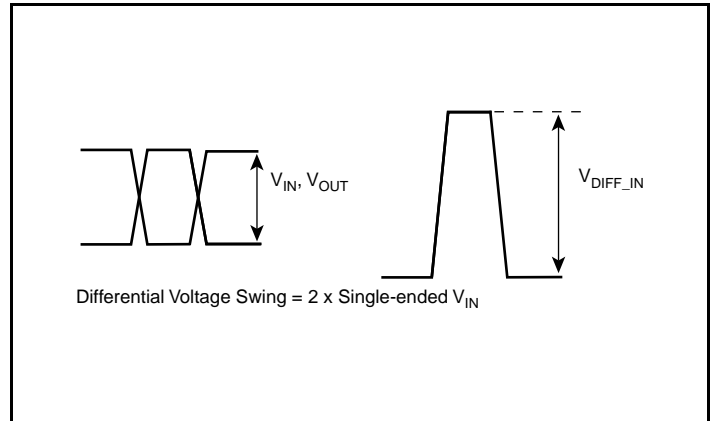 V_IN, V_OUT
V_DIFF_IN
Differential Voltage Swing = 2 x Single-ended V_IN